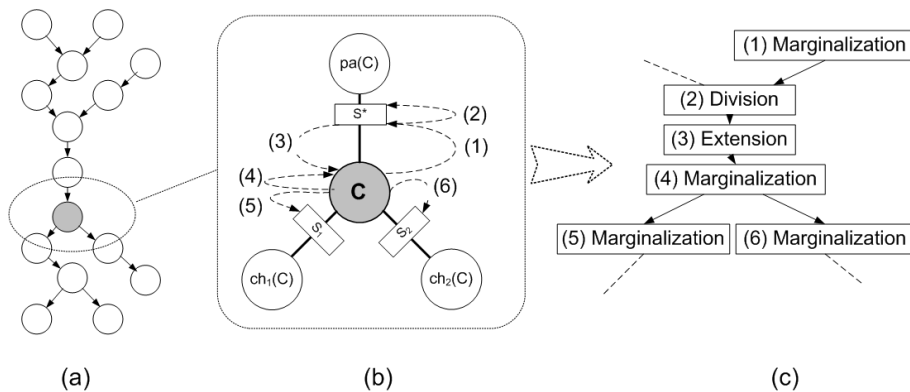 pa(C)
S*
(2)
(3)
(1)
(4)
C
(6)
(5)
S1
S2
ch1(C)
ch2(C)
(1) Marginalization
(2) Division
(3) Extension
(4) Marginalization
(5) Marginalization
(6) Marginalization
(a)
(b)
(c)